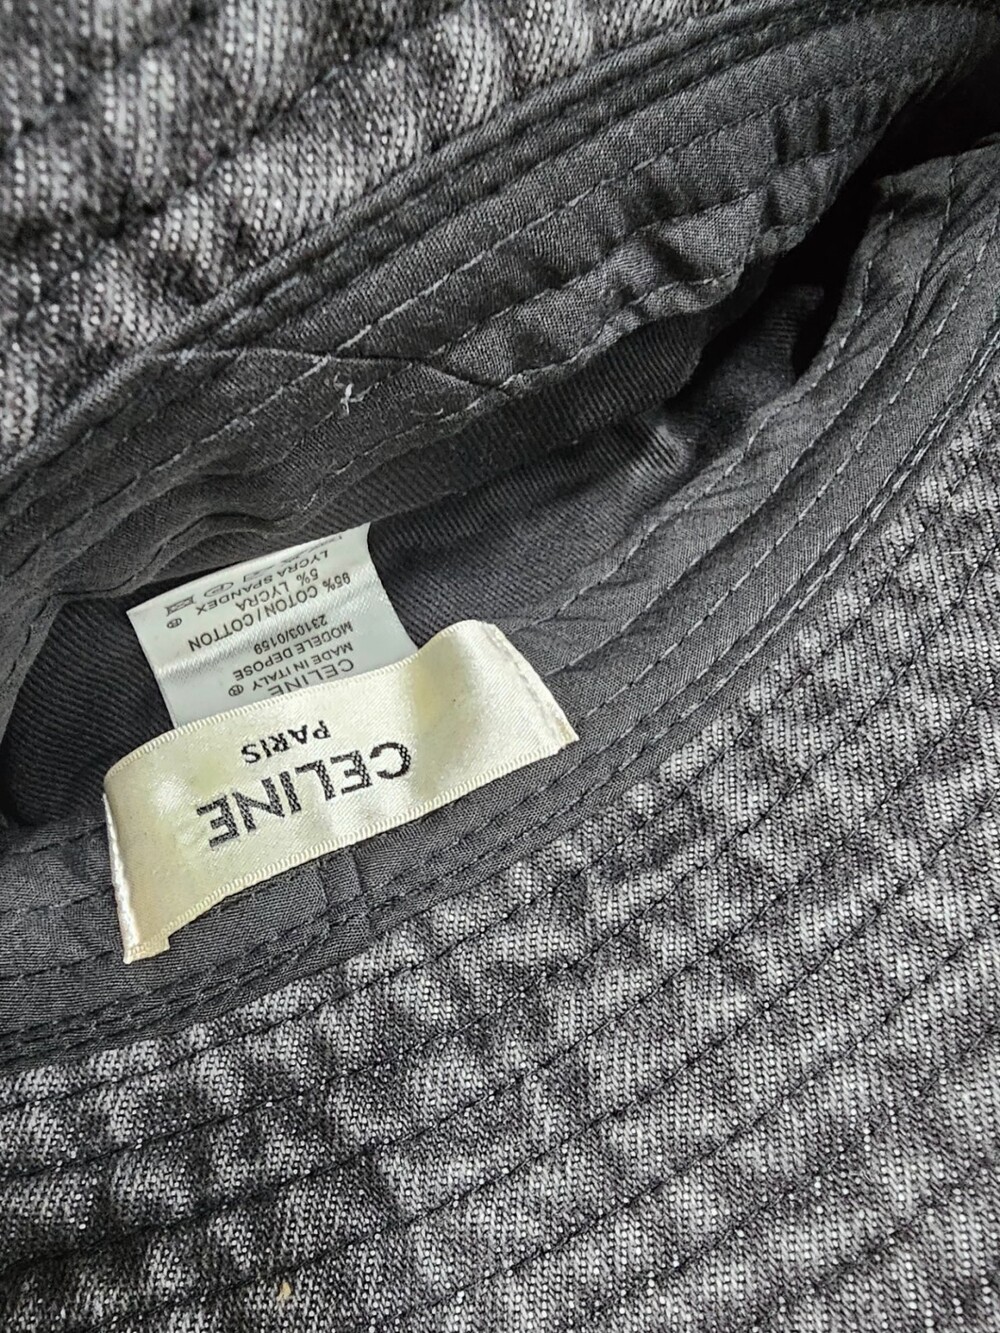 CELINE
PARIS
CELINE
MADE IN ITALY ®
MODELE DEPOSE
23103/0159
95% COTON/COTTON
5% LYCRA
LYCRA SPANDEX